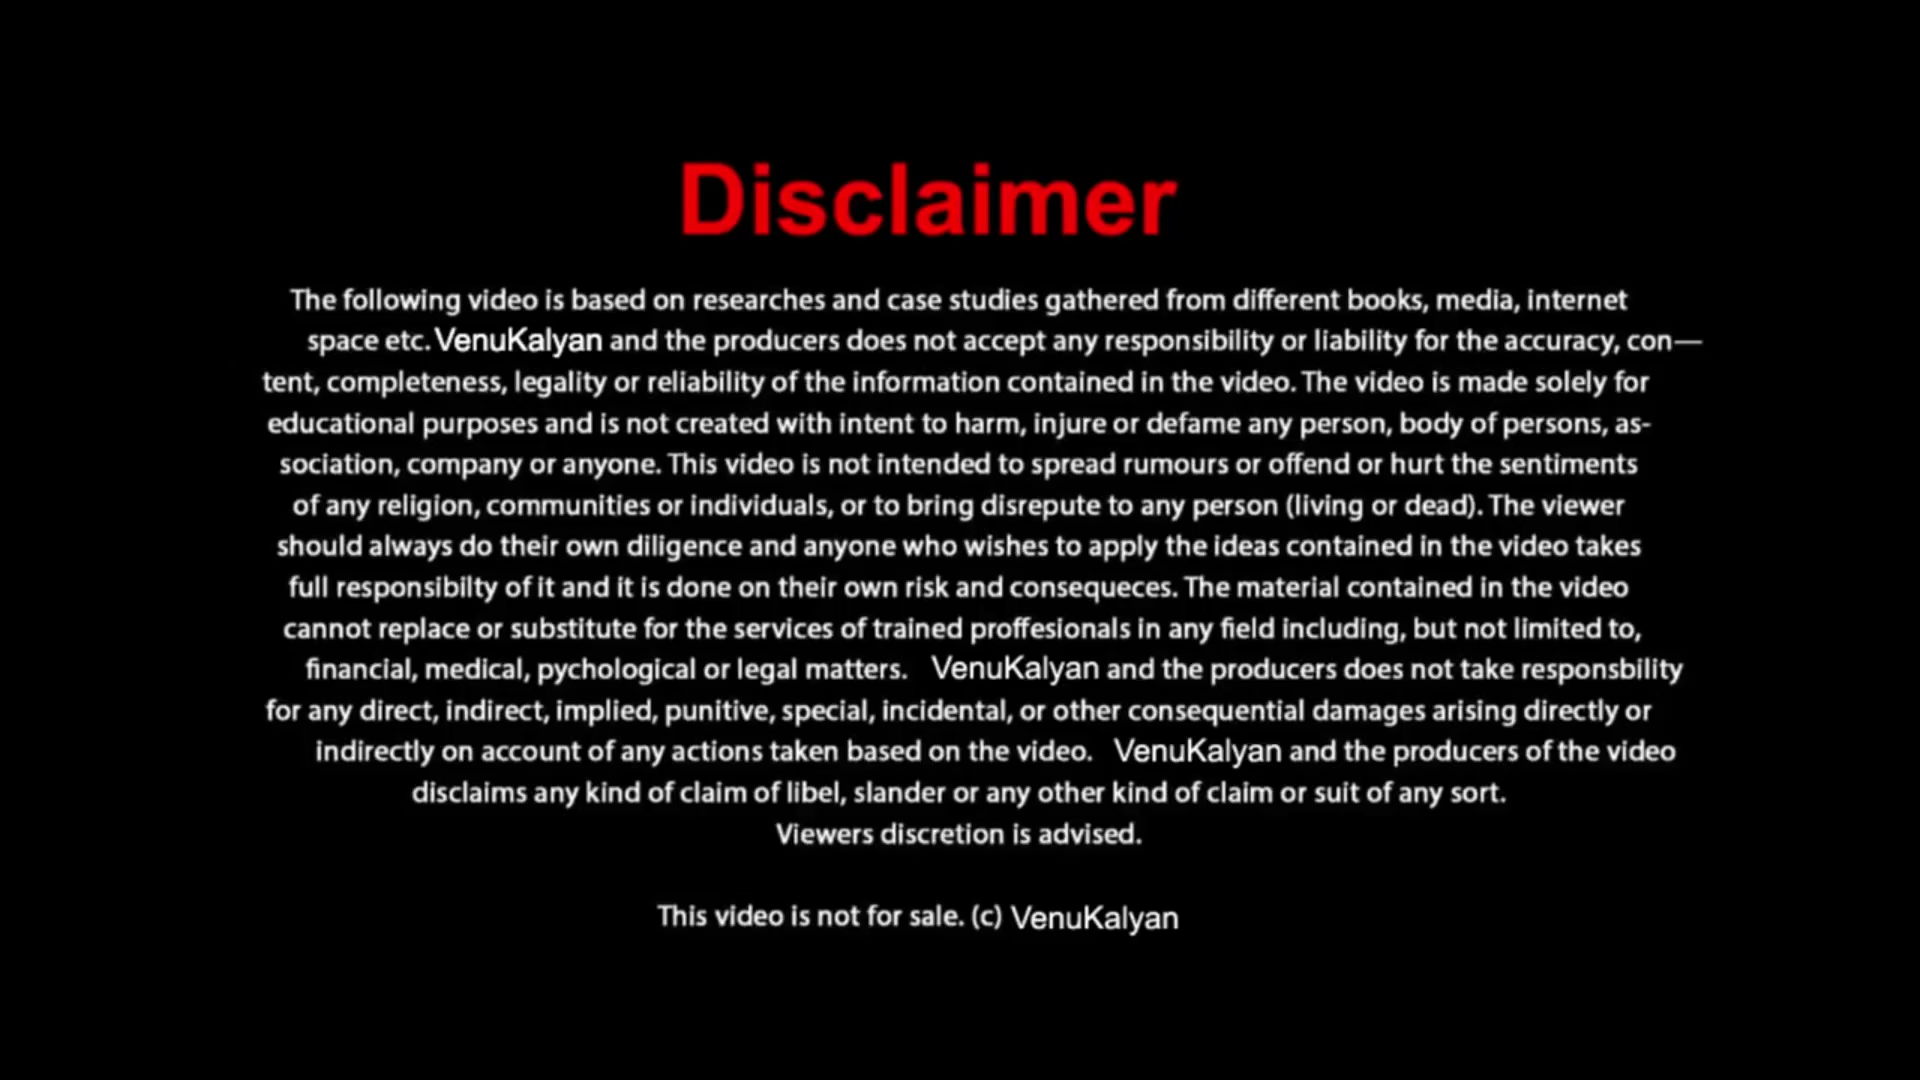 Disclaimer
The following video is based on researches and case studies gathered from different books, media, internet
space etc. VenuKalyan and the producers does not accept any responsibility or liability for the accuracy, con—
tent, completeness, legality or reliability of the information contained in the video. The video is made solely for
educational purposes and is not created with intent to harm, injure or defame any person, body of persons, as-
sociation, company or anyone. This video is not intended to spread rumours or offend or hurt the sentiments
of any religion, communities or individuals, or to bring disrepute to any person (living or dead). The viewer
should always do their own diligence and anyone who wishes to apply the ideas contained in the video takes
full responsibilty of it and it is done on their own risk and consequeces. The material contained in the video
cannot replace or substitute for the services of trained proffesionals in any field including, but not limited to,
financial, medical, pychological or legal matters. VenuKalyan and the producers does not take responsbility
for any direct, indirect, implied, punitive, special, incidental, or other consequential damages arising directly or
indirectly on account of any actions taken based on the video. VenuKalyan and the producers of the video
disclaims any kind of claim of libel, slander or any other kind of claim or suit of any sort.
Viewers discretion is advised.
This video is not for sale. (c) VenuKalyan